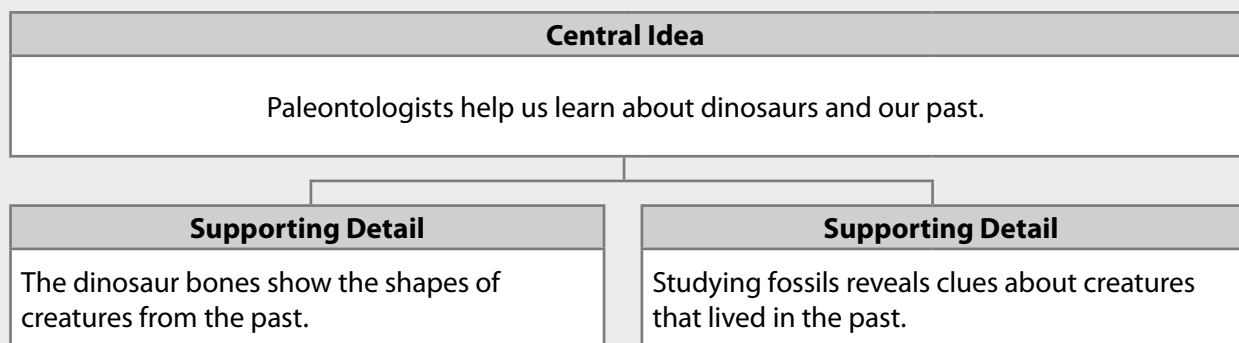 Central Idea
Paleontologists help us learn about dinosaurs and our past.
Supporting Detail
The dinosaur bones show the shapes of
creatures from the past.
Supporting Detail
Studying fossils reveals clues about creatures
that lived in the past.